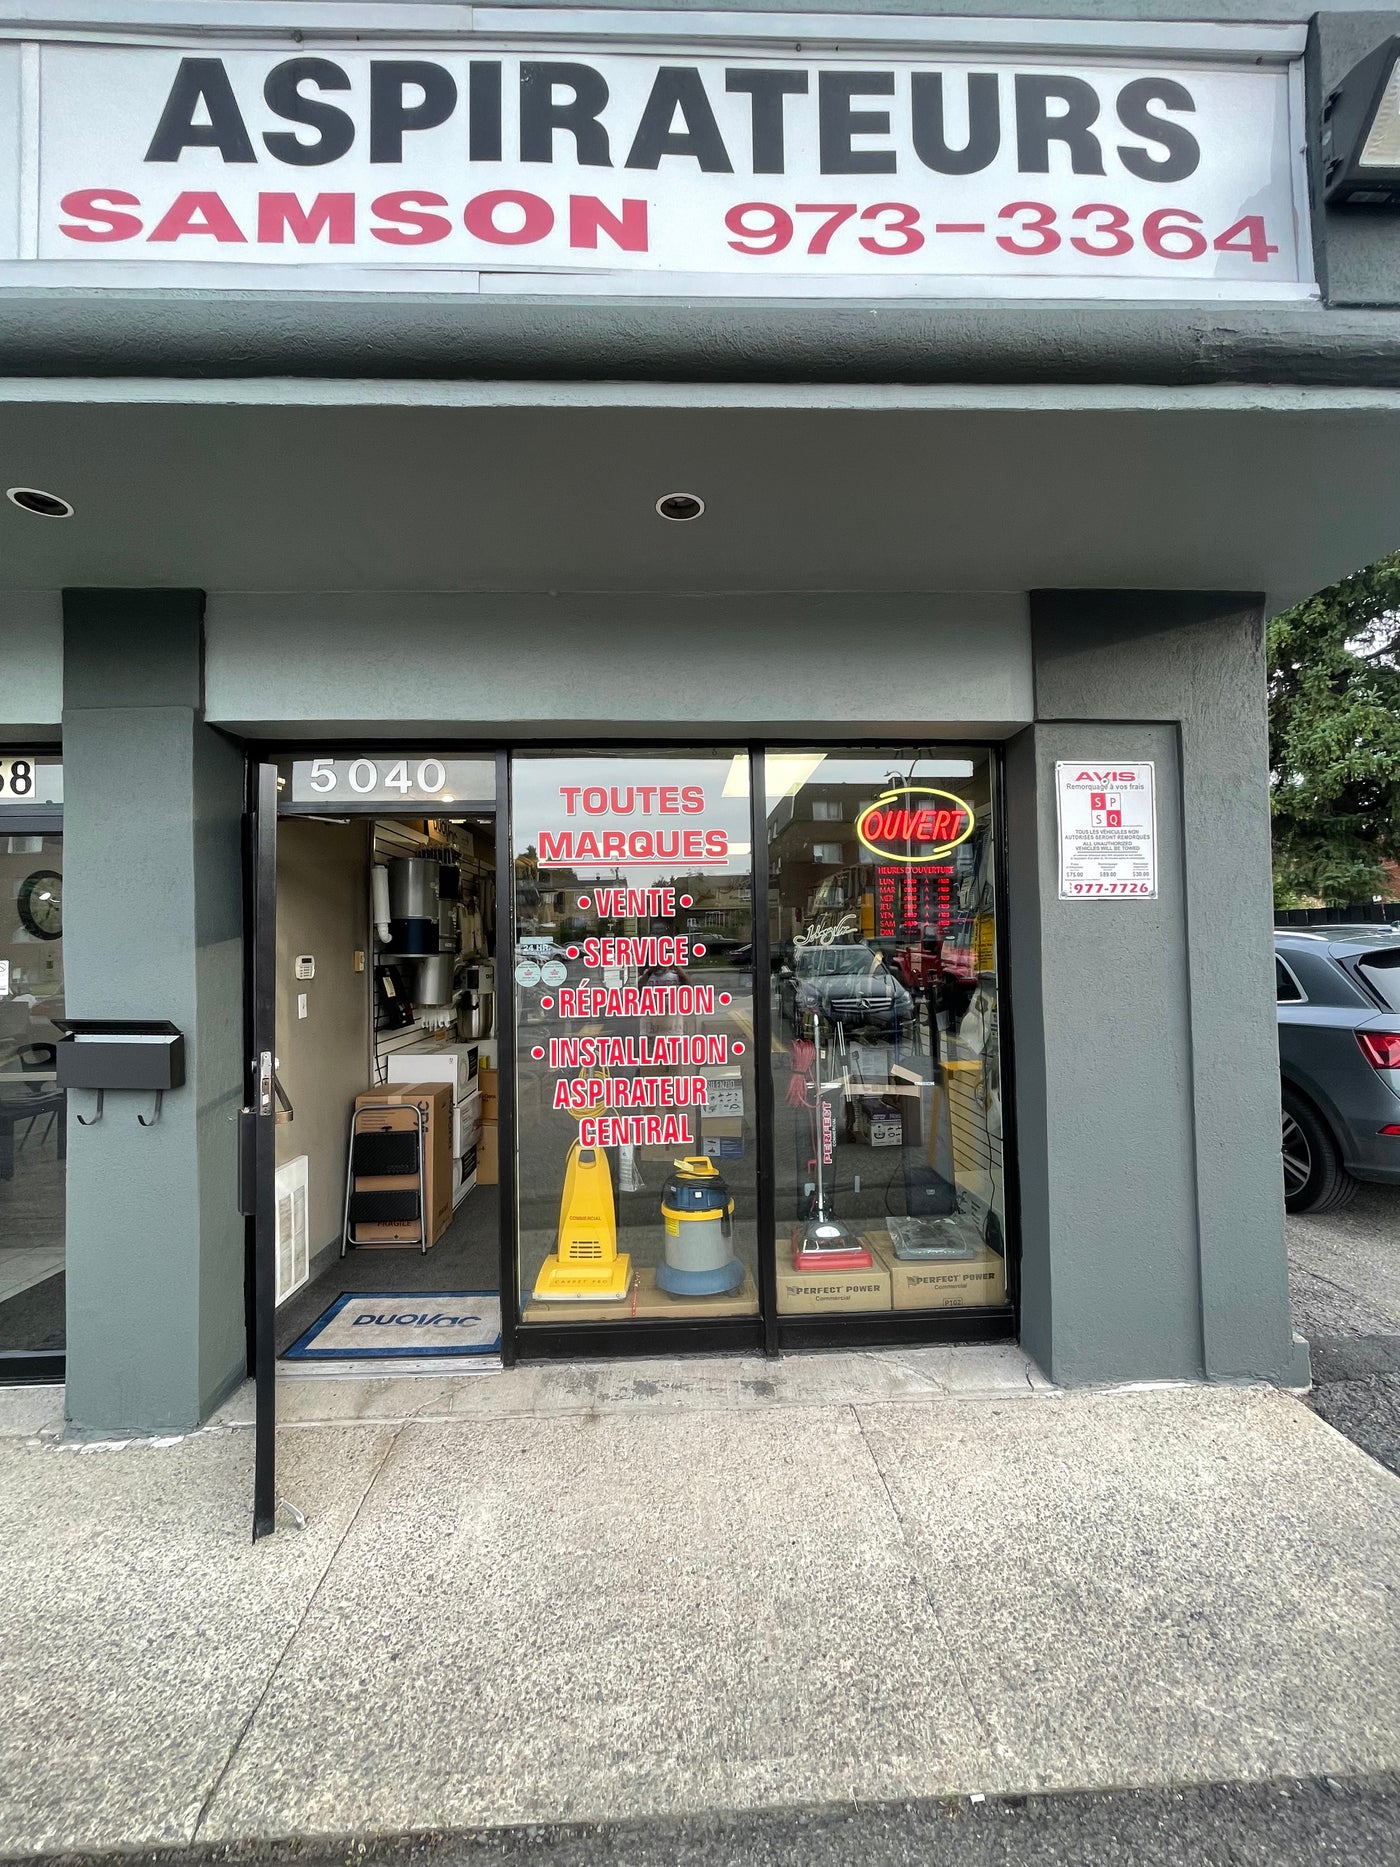 ASPIRATEURS
SAMSON 973-3364
58
5040
TOUTES
MARQUES
• VENTE •
• SERVICE •
• RÉPARATION •
• INSTALLATION •
ASPIRATEUR
CENTRAL
24 HR.
OUVERT
HEURES D'OUVERTURE
LUN
MAR
MER
JEU
VEN
SAM
DIM
AVIS
Remorquage à vos frais
S P
S Q
TOUS LES VÉHICULES NON
AUTORISÉS SERONT REMORQUÉS
ALL UNAUTHORIZED
VEHICLES WILL BE TOWED
$75.00 $89.00 $30.00
977-7726
PERFECT
COMMERCIAL
CARPET PRO
PERFECT POWER
Commercial
PERFECT POWER
Commercial
P102
FRAGILE
DUOVAC